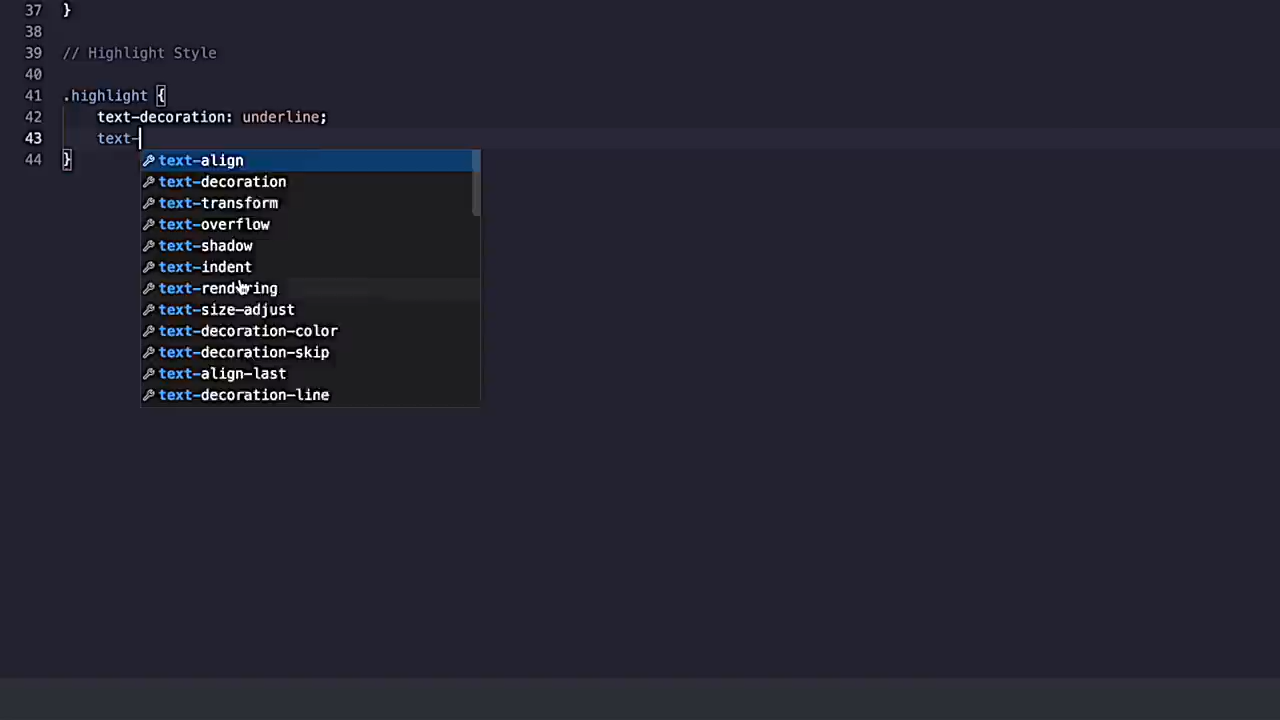 37 }
38
39 // Highlight Style
40
41 .highlight {
42 text-decoration: underline;
43 text-
44 }
text-align
text-decoration
text-transform
text-overflow
text-shadow
text-indent
text-rendering
text-size-adjust
text-decoration-color
text-decoration-skip
text-align-last
text-decoration-line